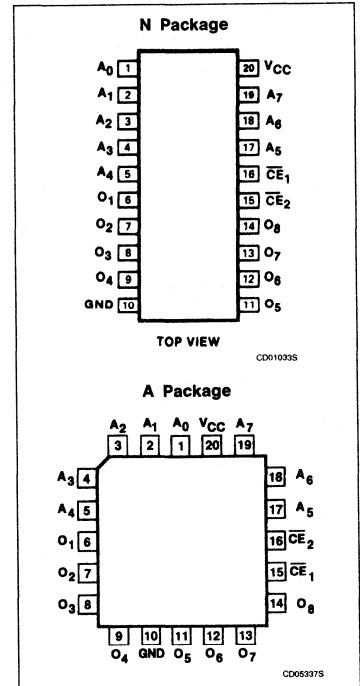 N Package
A0 1 20 VCC
A1 2 19 A7
A2 3 18 A6
A3 4 17 A5
A4 5 16 CE1
O1 6 15 CE2
O2 7 14 O8
O3 8 13 O7
O4 9 12 O6
GND 10 11 O5
TOP VIEW
CD01033S
A Package
A2 A1 A0 VCC A7
3 2 1 20 19
A3 4 18 A6
A4 5 17 A5
O1 6 16 CE2
O2 7 15 CE1
O3 8 14 O8
9 10 11 12 13
O4 GND O5 O6 O7
CD05337S